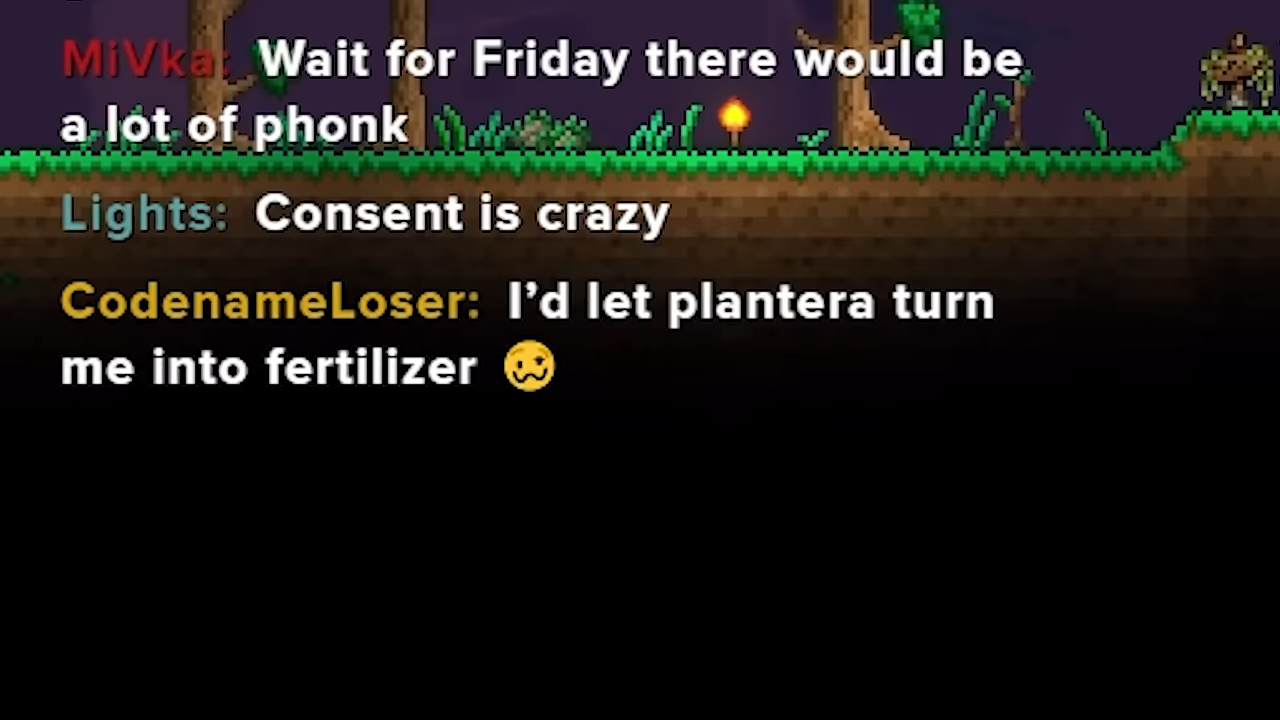 MiVka: Wait for Friday there would be
a lot of phonk
Lights: Consent is crazy
CodenameLoser: I’d let plantera turn
me into fertilizer 🥴